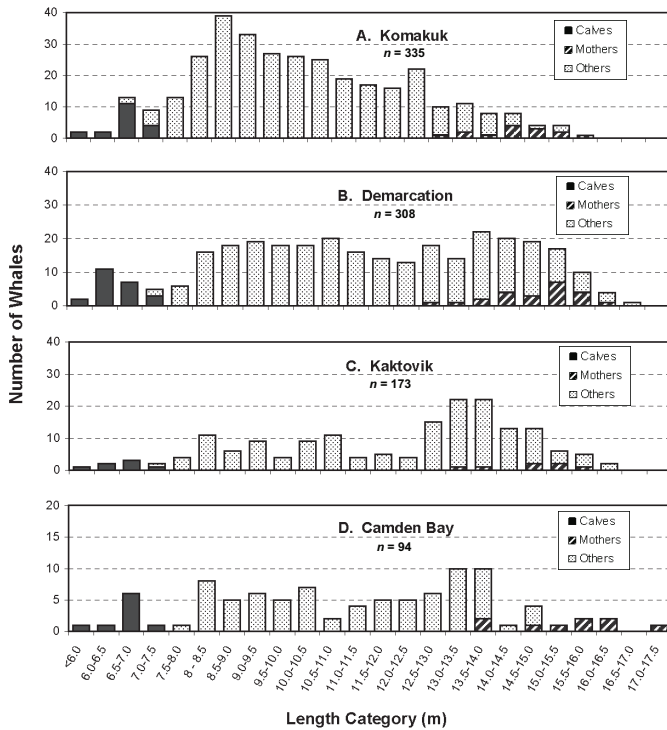 40
30
20
10
0
A. Komakuk
n = 335
Calves
Mothers
Others
40
30
20
10
0
B. Demarcation
n = 308
Calves
Mothers
Others
Number of Whales
40
30
20
10
0
C. Kaktovik
n = 173
Calves
Mothers
Others
20
15
10
5
0
D. Camden Bay
n = 94
Calves
Mothers
Others
<6.0
6.0-6.5
6.5-7.0
7.0-7.5
7.5-8.0
8 - 8.5
8.5-9.0
9.0-9.5
9.5-10.0
10.0-10.5
10.5-11.0
11.0-11.5
11.5-12.0
12.0-12.5
12.5-13.0
13.0-13.5
13.5-14.0
14.0-14.5
14.5-15.0
15.0-15.5
15.5-16.0
16.0-16.5
16.5-17.0
17.0-17.5
Length Category (m)